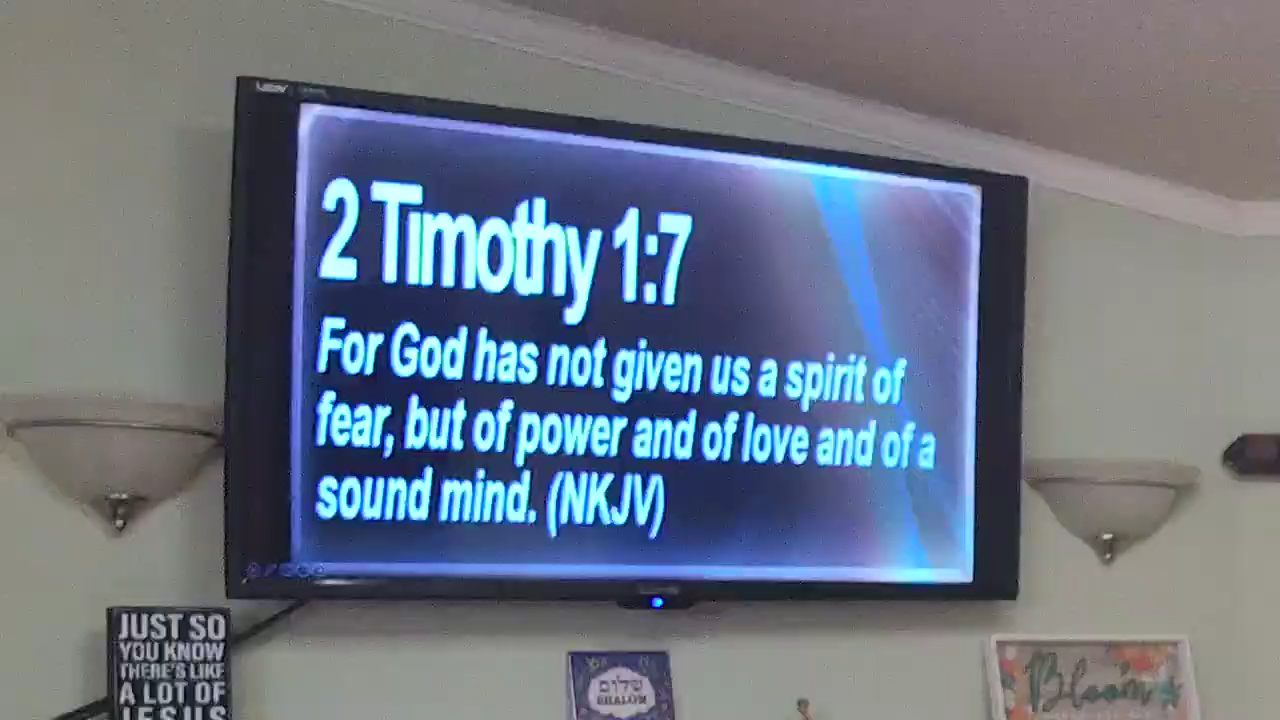 2 Timothy 1:7
For God has not given us a spirit of
fear, but of power and of love and of a
sound mind. (NKJV)
JUST SO
YOU KNOW
THERE'S LIKE
A LOT OF
JESUS
שלום
SHALOM
Bloom